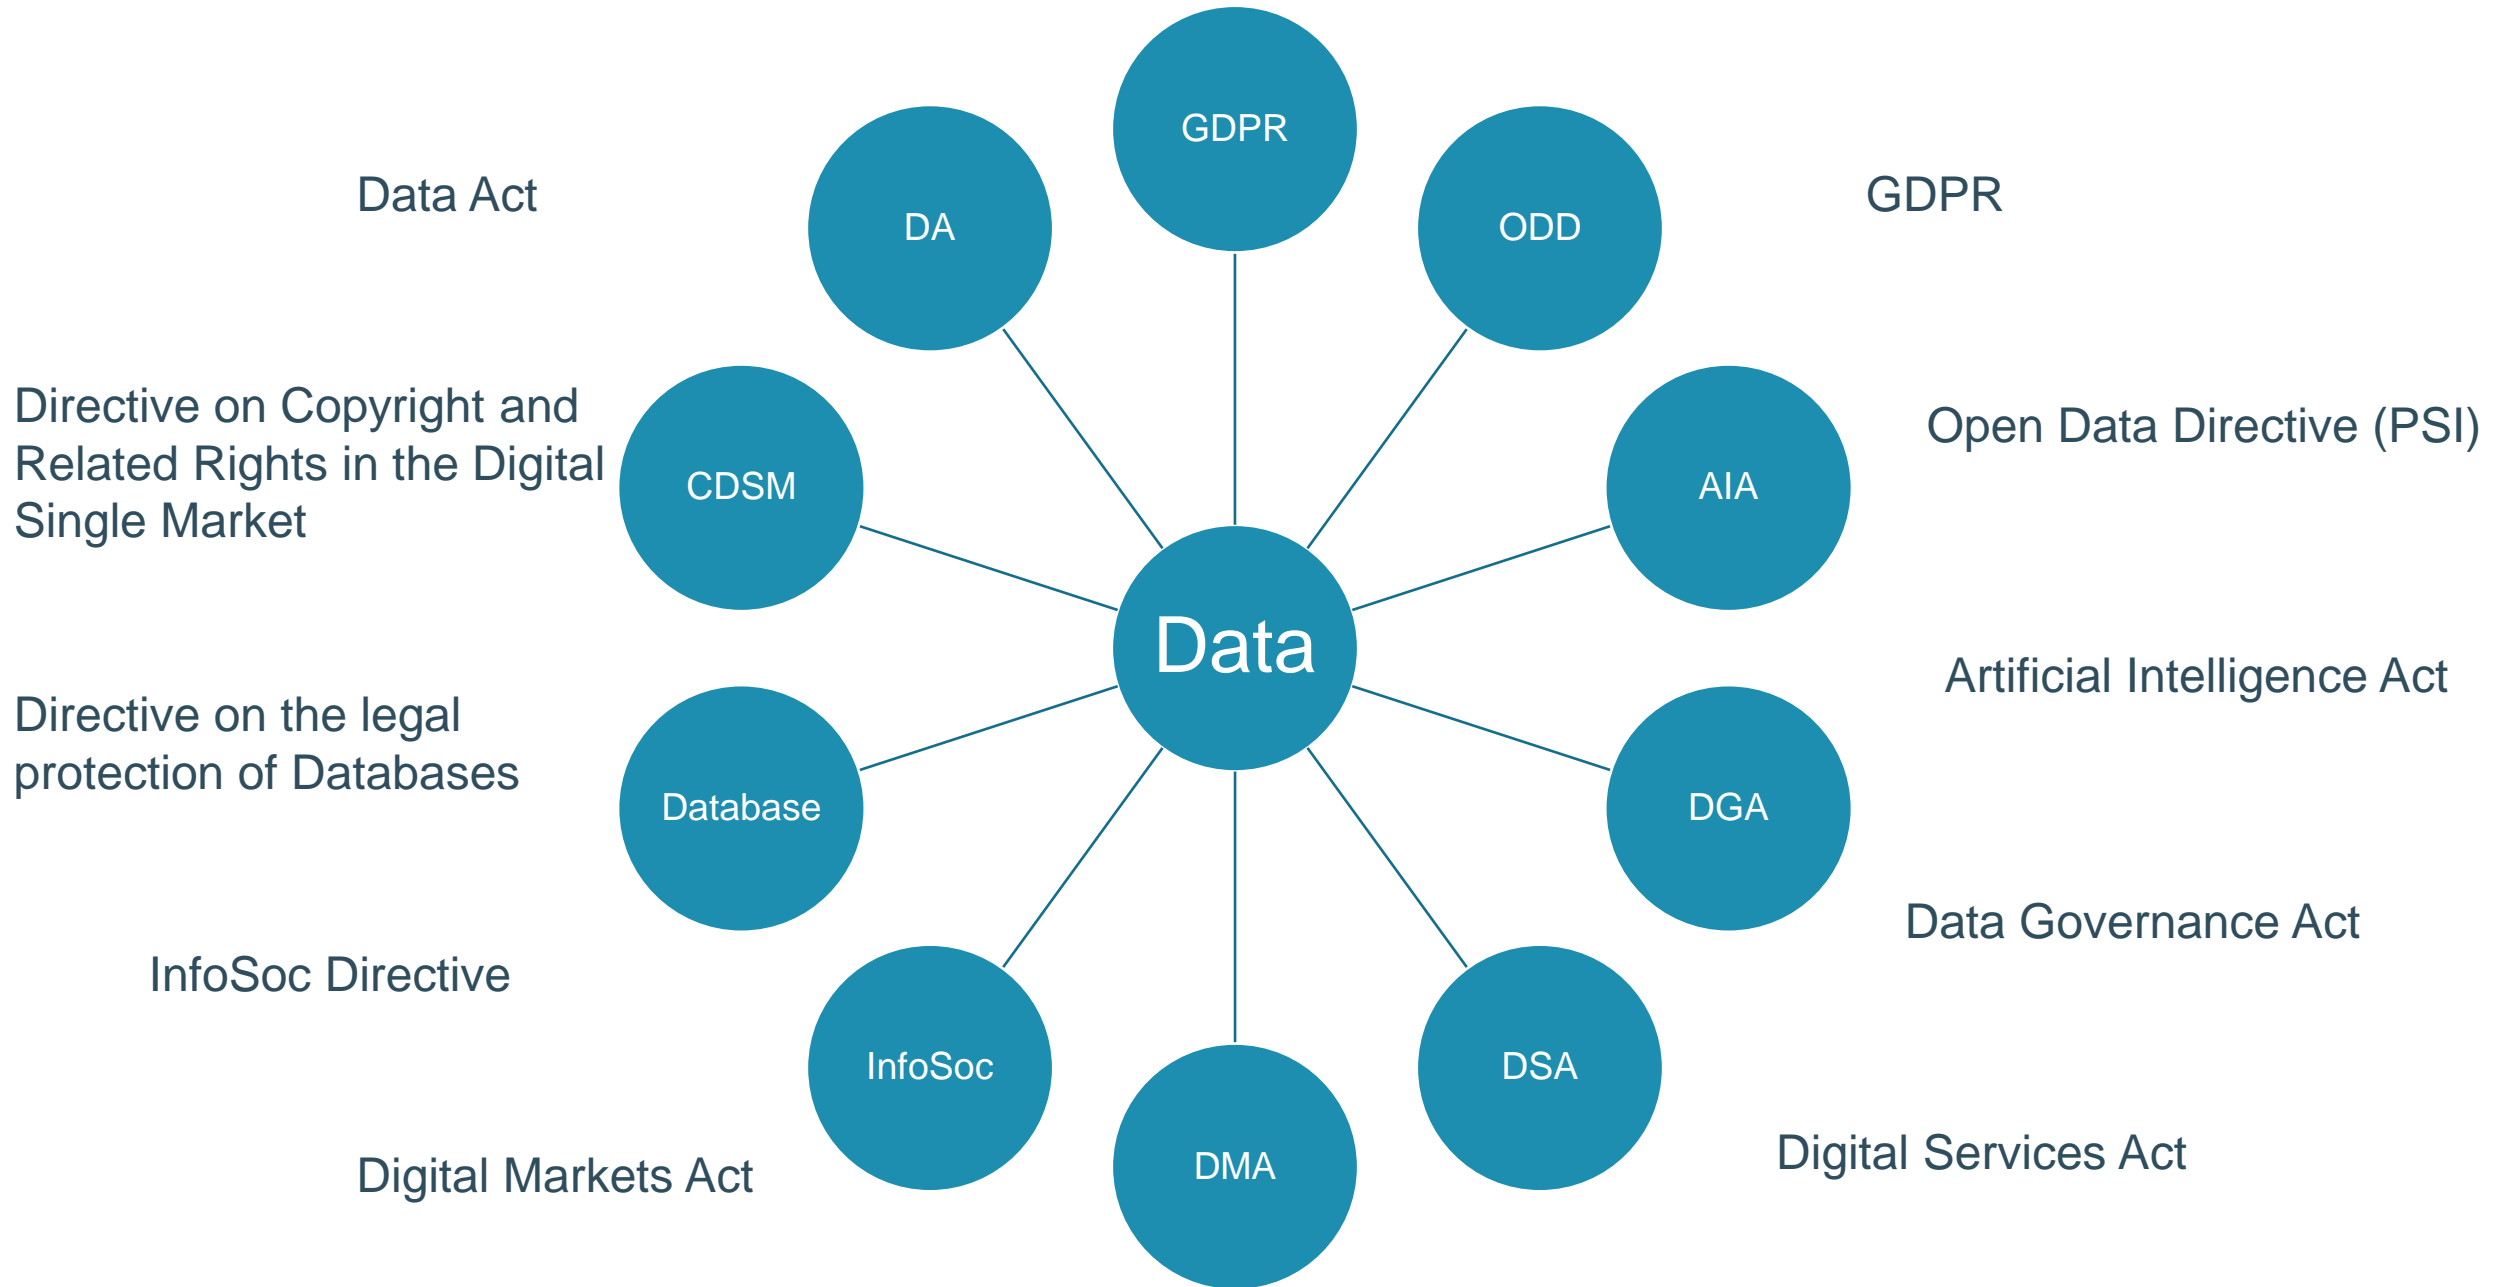 GDPR
DA
ODD
Data Act
GDPR
Directive on Copyright and
Related Rights in the Digital
Single Market
CDSM
AIA
Open Data Directive (PSI)
Data
Artificial Intelligence Act
Directive on the legal
protection of Databases
Database
DGA
Data Governance Act
InfoSoc Directive
InfoSoc
DSA
Digital Services Act
Digital Markets Act
DMA